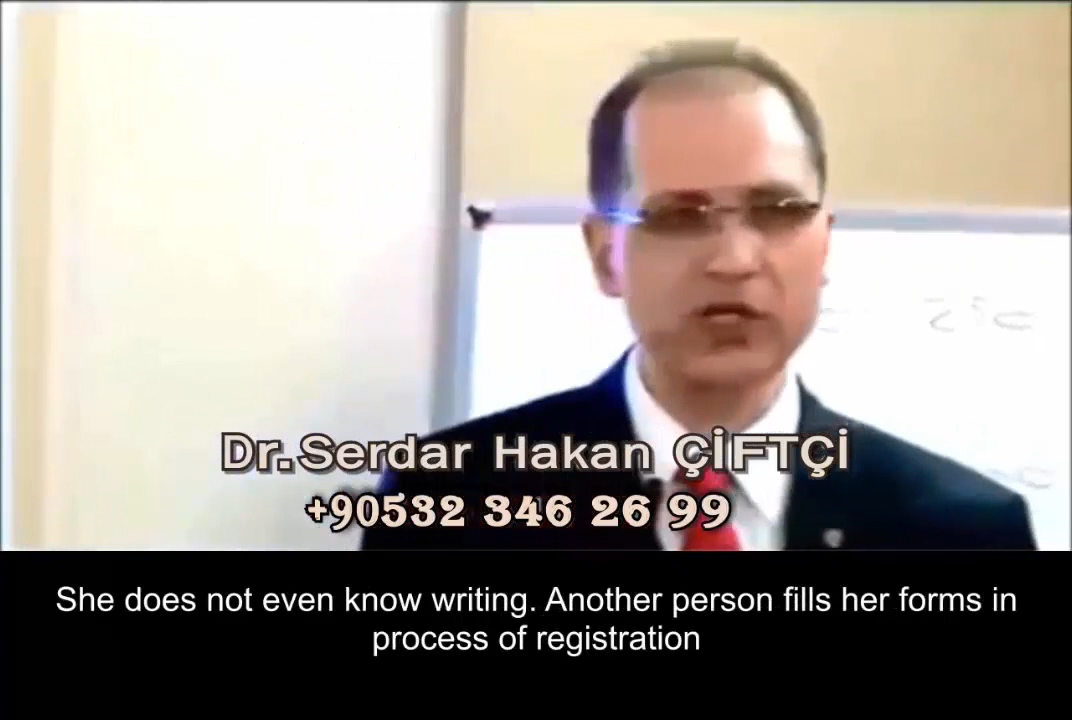 Dr.Serdar Hakan ÇİFTÇİ
+90532 346 26 99
She does not even know writing. Another person fills her forms in
process of registration